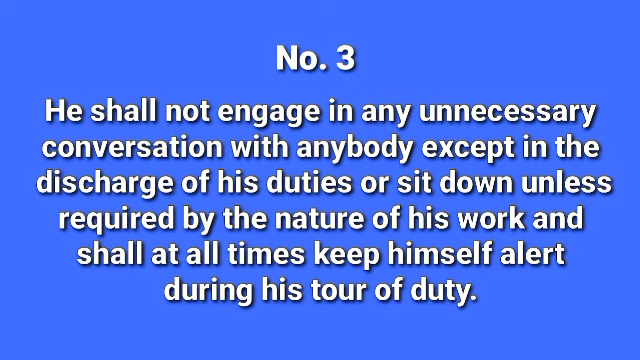 No. 3
He shall not engage in any unnecessary
conversation with anybody except in the
discharge of his duties or sit down unless
required by the nature of his work and
shall at all times keep himself alert
during his tour of duty.